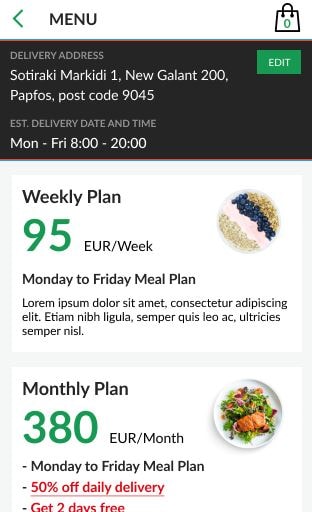 MENU
0
DELIVERY ADDRESS
EDIT
Sotiraki Markidi 1, New Galant 200,
Papfos, post code 9045
EST. DELIVERY DATE AND TIME
Mon - Fri 8:00 - 20:00
Weekly Plan
95 EUR/Week
Monday to Friday Meal Plan
Lorem ipsum dolor sit amet, consectetur adipiscing
elit. Etiam nibh ligula, semper quis leo ac, ultricies
semper nisl.
Monthly Plan
380 EUR/Month
- Monday to Friday Meal Plan
- 50% off daily delivery
- Get 2 days free